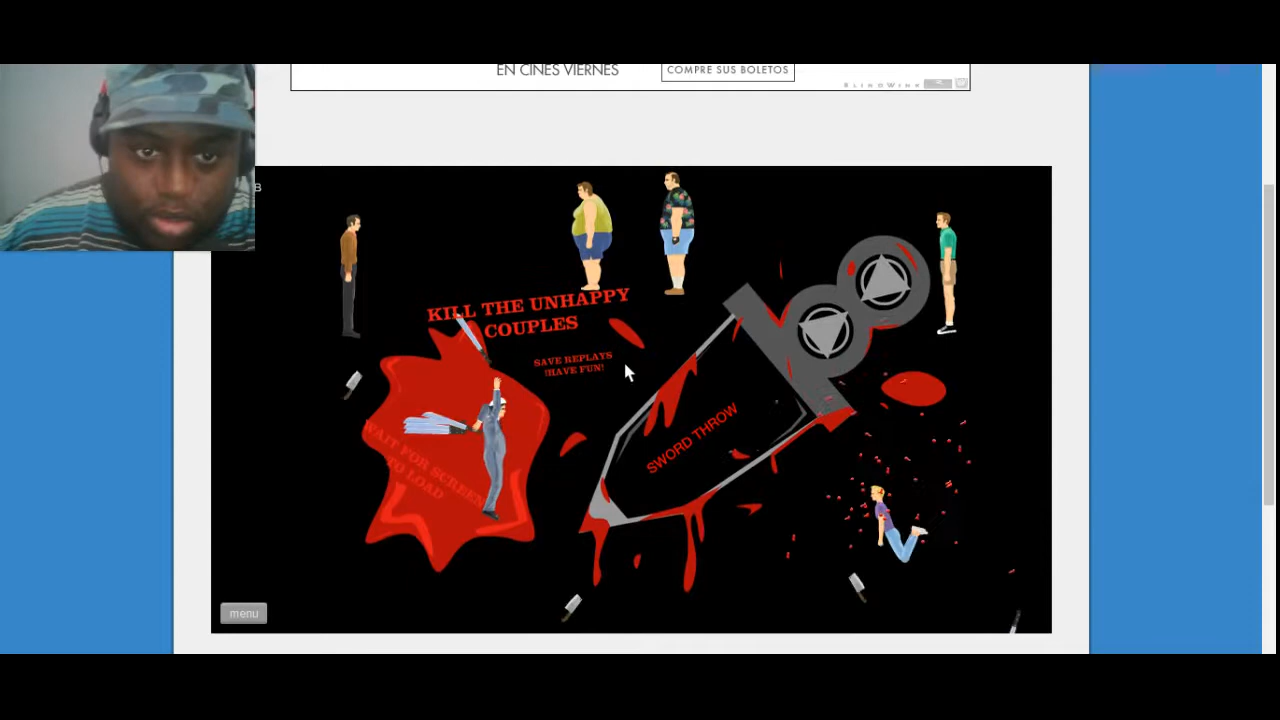 EN CINES VIERNES
COMPRE SUS BOLETOS
BLINDWINK
B
KILL THE UNHAPPY
COUPLES
SAVE REPLAYS
!HAVE FUN!
WAIT FOR SCREEN
TO LOAD
SWORD THROW
menu